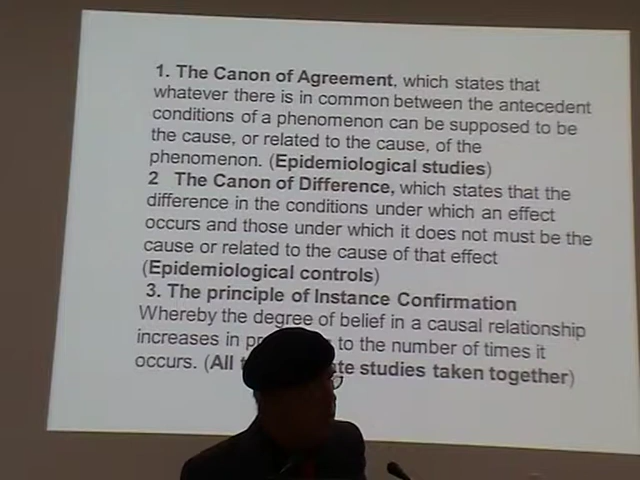 1. The Canon of Agreement, which states that
whatever there is in common between the antecedent
conditions of a phenomenon can be supposed to be
the cause, or related to the cause, of the
phenomenon. (Epidemiological studies)
2 The Canon of Difference, which states that the
difference in the conditions under which an effect
occurs and those under which it does not must be the
cause or related to the cause of that effect
(Epidemiological controls)
3. The principle of Instance Confirmation
Whereby the degree of belief in a causal relationship
increases in to the number of times it
occurs. (All studies taken together)